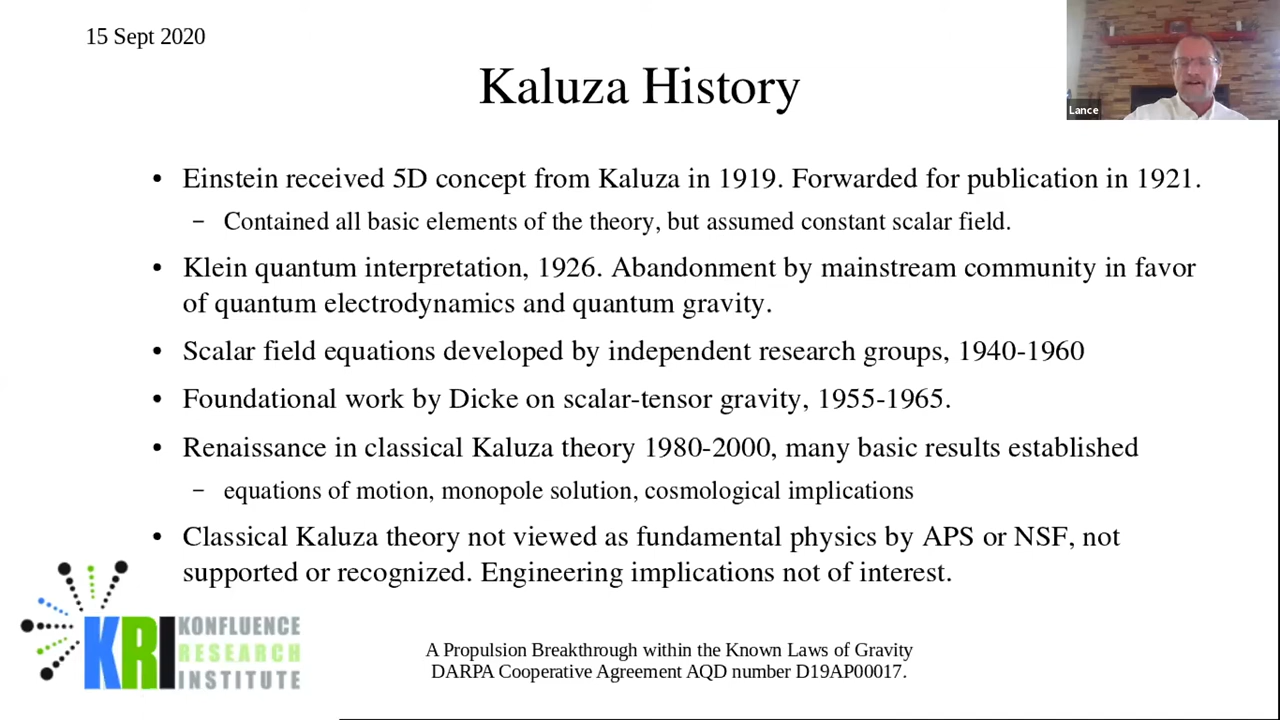 15 Sept 2020
Kaluza History
Lance
• Einstein received 5D concept from Kaluza in 1919. Forwarded for publication in 1921.
– Contained all basic elements of the theory, but assumed constant scalar field.
• Klein quantum interpretation, 1926. Abandonment by mainstream community in favor
of quantum electrodynamics and quantum gravity.
• Scalar field equations developed by independent research groups, 1940-1960
• Foundational work by Dicke on scalar-tensor gravity, 1955-1965.
• Renaissance in classical Kaluza theory 1980-2000, many basic results established
– equations of motion, monopole solution, cosmological implications
• Classical Kaluza theory not viewed as fundamental physics by APS or NSF, not
supported or recognized. Engineering implications not of interest.
KRI KONFLUENCE
RESEARCH
INSTITUTE
A Propulsion Breakthrough within the Known Laws of Gravity
DARPA Cooperative Agreement AQD number D19AP00017.